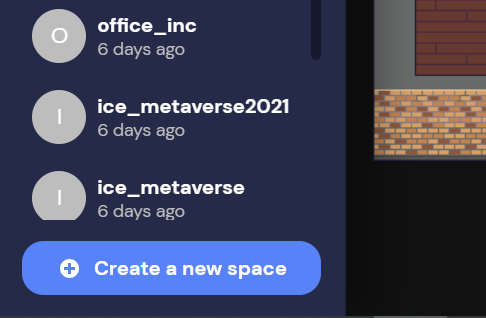 O
office_inc
6 days ago
I
ice_metaverse2021
6 days ago
I
ice_metaverse
6 days ago
Create a new space